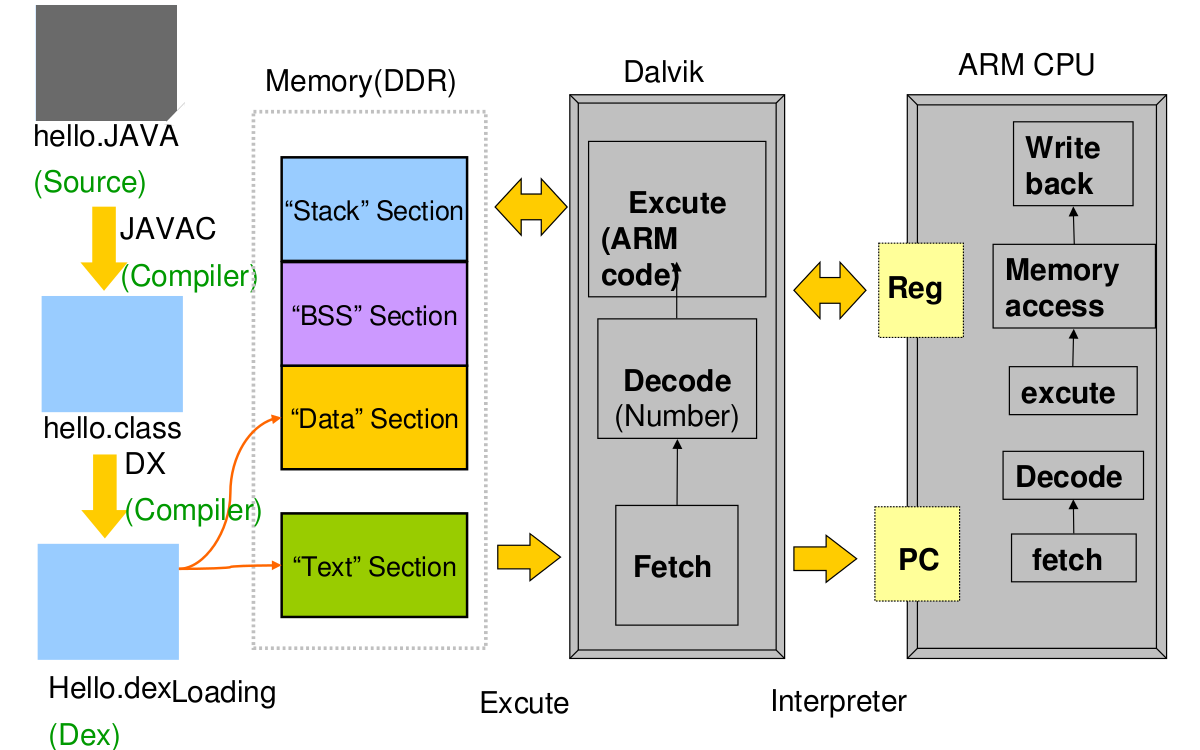 hello.JAVA
(Source)
JAVAC
(Compiler)
hello.class
DX
(Compiler)
Hello.dex
(Dex)
Loading
Memory(DDR)
“Stack” Section
“BSS” Section
“Data” Section
“Text” Section
Excute
Dalvik
Excute
(ARM
code)
Decode
(Number)
Fetch
Interpreter
ARM CPU
Write
back
Reg
Memory
access
excute
Decode
PC
fetch